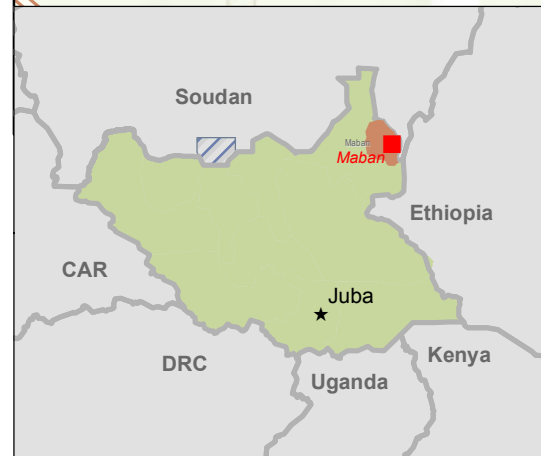 Soudan
Maban
Maban
Ethiopia
CAR
Juba
DRC
Kenya
Uganda